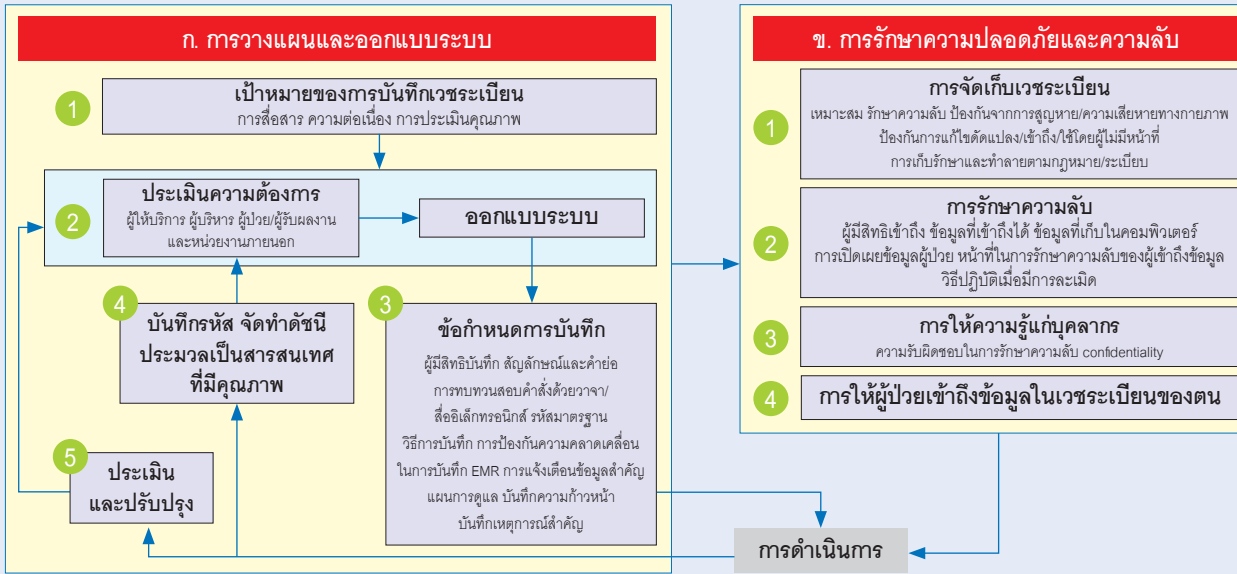 ก. การวางแผนและออกแบบระบบ
1
เป้าหมายของการบันทึกเวชระเบียน
การสื่อสาร ความต่อเนื่อง การประเมินคุณภาพ
2
ประเมินความต้องการ
ผู้ให้บริการ ผู้บริหาร ผู้ป่วย/ผู้รับผลงาน
และหน่วยงานภายนอก
ออกแบบระบบ
3
ข้อกำหนดการบันทึก
ผู้มีสิทธิบันทึก สัญลักษณ์และคำย่อ
การทบทวนสอบคำสั่งด้วยวาจา/
สื่ออิเล็กทรอนิกส์ รหัสมาตรฐาน
วิธีการบันทึก การป้องกันความคลาดเคลื่อน
ในการบันทึก EMR การแจ้งเตือนข้อมูลสำคัญ
แผนการดูแล บันทึกความก้าวหน้า
บันทึกเหตุการณ์สำคัญ
4
บันทึกรหัส จัดทำดัชนี
ประมวลเป็นสารสนเทศ
ที่มีคุณภาพ
5
ประเมิน
และปรับปรุง
ข. การรักษาความปลอดภัยและความลับ
1
การจัดเก็บเวชระเบียน
เหมาะสม รักษาความลับ ป้องกันจากการสูญหาย/ความเสียหายทางกายภาพ
ป้องกันการแก้ไขดัดแปลง/เข้าถึง/ใช้โดยผู้ไม่มีหน้าที่
การเก็บรักษาและทำลายตามกฎหมาย/ระเบียบ
2
การรักษาความลับ
ผู้มีสิทธิเข้าถึง ข้อมูลที่เข้าถึงได้ ข้อมูลที่เก็บในคอมพิวเตอร์
การเปิดเผยข้อมูลผู้ป่วย หน้าที่ในการรักษาความลับของผู้เข้าถึงข้อมูล
วิธีปฏิบัติเมื่อมีการละเมิด
3
การให้ความรู้แก่บุคลากร
ความรับผิดชอบในการรักษาความลับ confidentiality
4
การให้ผู้ป่วยเข้าถึงข้อมูลในเวชระเบียนของตน
การดำเนินการ